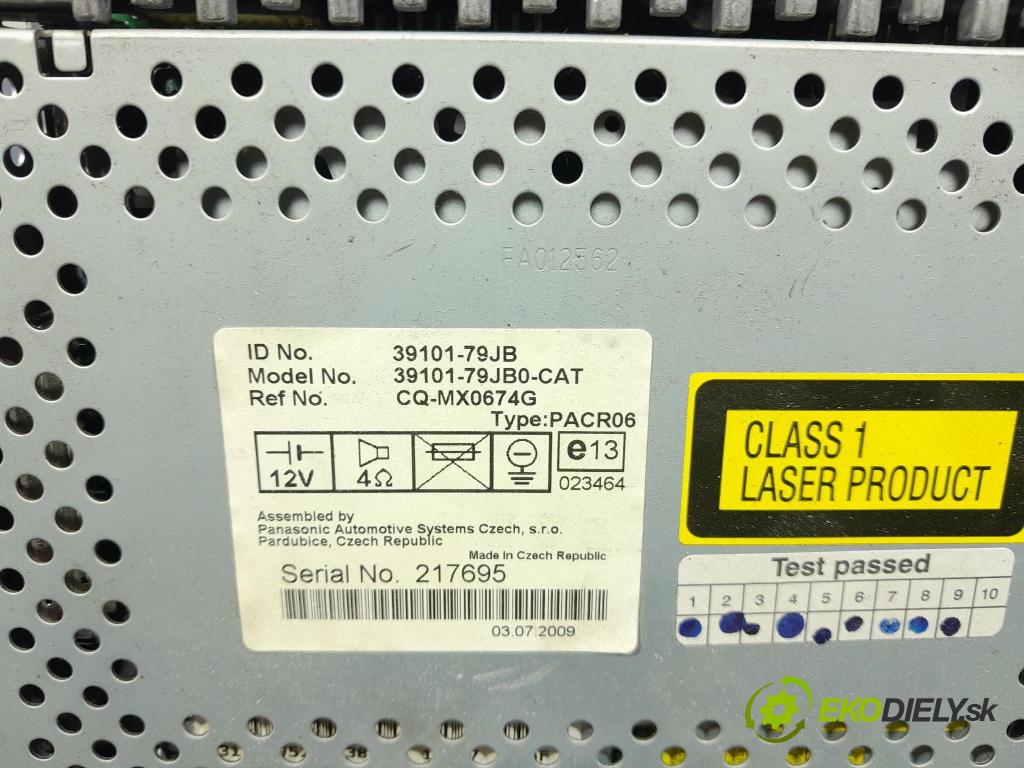 FA012562
ID No. 39101-79JB
Model No. 39101-79JB0-CAT
Ref No. CQ-MX0674G
Type:PACR06
12V 4Ω e13
023464
Assembled by
Panasonic Automotive Systems Czech, s.r.o.
Pardubice, Czech Republic
Made in Czech Republic
Serial No. 217695
03.07.2009
CLASS 1
LASER PRODUCT
Test passed
1 2 3 4 5 6 7 8 9 10
EKODIELYsk